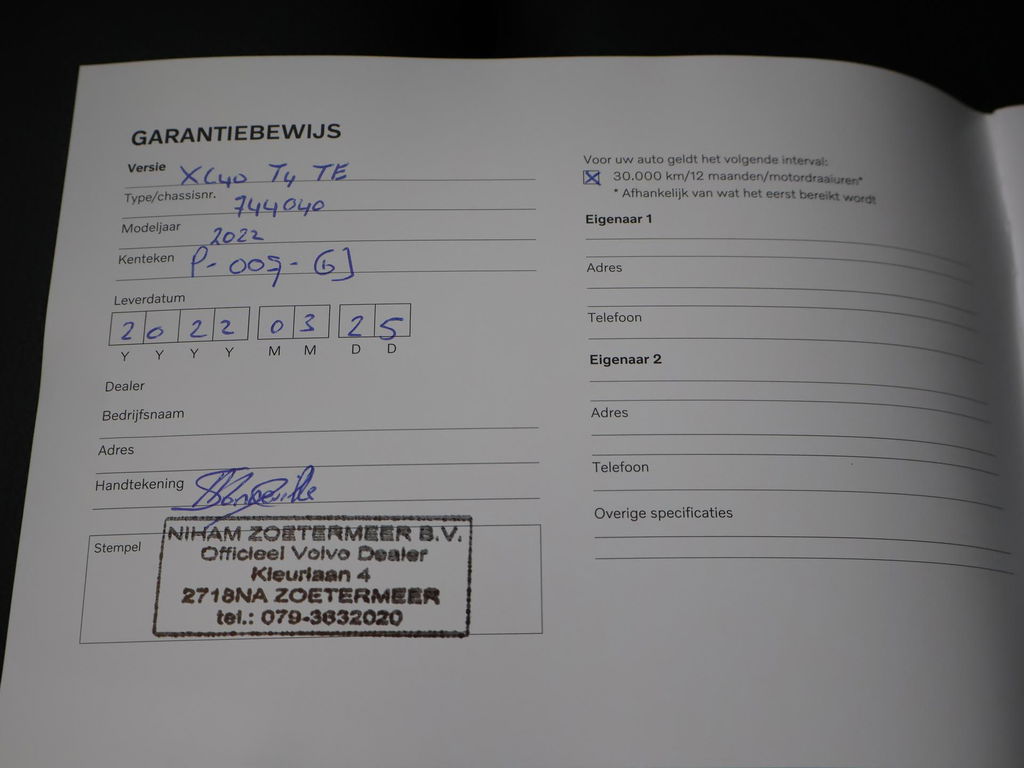 GARANTIEBEWIJS
Versie XC40 T4 TE
Type/chassisnr. 744040
Modeljaar 2022
Kenteken P-009-
Leverdatum
2 0 2 2 0 3 2 5
Y Y Y Y M M D D
Dealer
Bedrijfsnaam
Adres
Handtekening
Stempel
NIHAM ZOETERMEER B.V.
Officieel Volvo Dealer
Kleurlaan 4
2718NA ZOETERMEER
tel.: 079-3632020
Voor uw auto geldt het volgende interval:
30.000 km/12 maanden/motordraaiuren*
* Afhankelijk van wat het eerst bereikt wordt
Eigenaar 1
Adres
Telefoon
Eigenaar 2
Adres
Telefoon
Overige specificaties